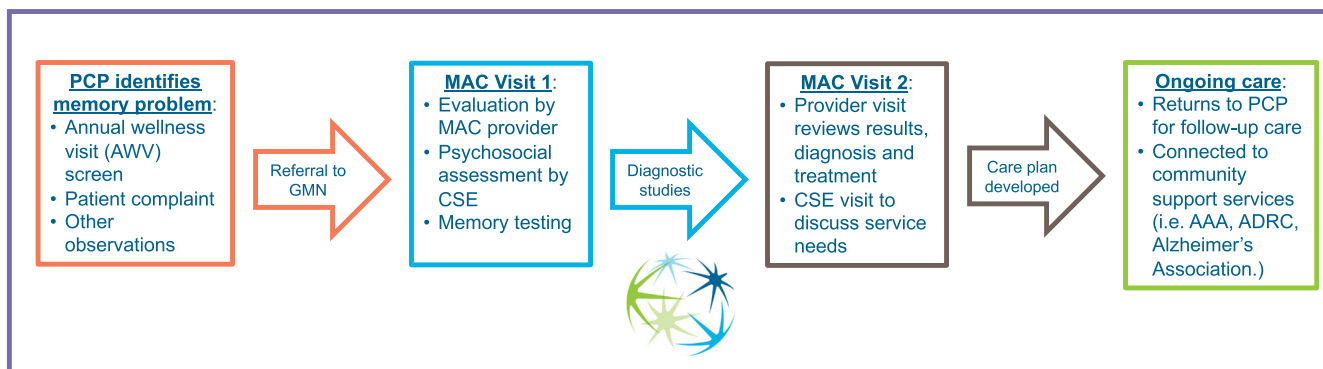 PCP identifies
memory problem:
• Annual wellness
visit (AWV)
screen
• Patient complaint
• Other
observations
Referral to
GMN
MAC Visit 1:
• Evaluation by
MAC provider
• Psychosocial
assessment by
CSE
• Memory testing
Diagnostic
studies
MAC Visit 2:
• Provider visit
reviews results,
diagnosis and
treatment
• CSE visit to
discuss service
needs
Care plan
developed
Ongoing care:
• Returns to PCP
for follow-up care
• Connected to
community
support services
(i.e. AAA, ADRC,
Alzheimer’s
Association.)